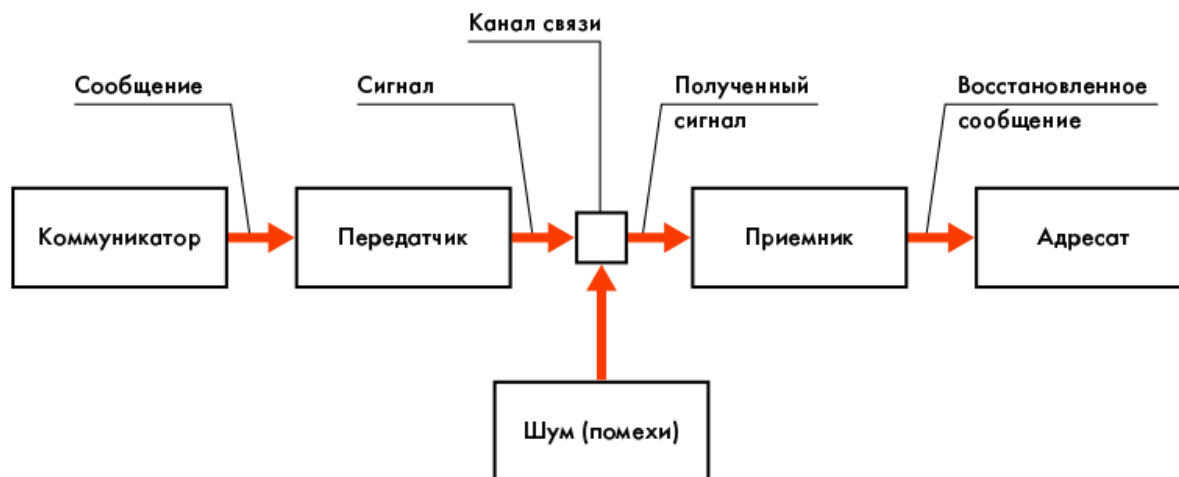 Канал связи
Сообщение
Сигнал
Полученный
сигнал
Восстановленное
сообщение
Коммуникатор
Передатчик
Приемник
Адресат
Шум (помехи)